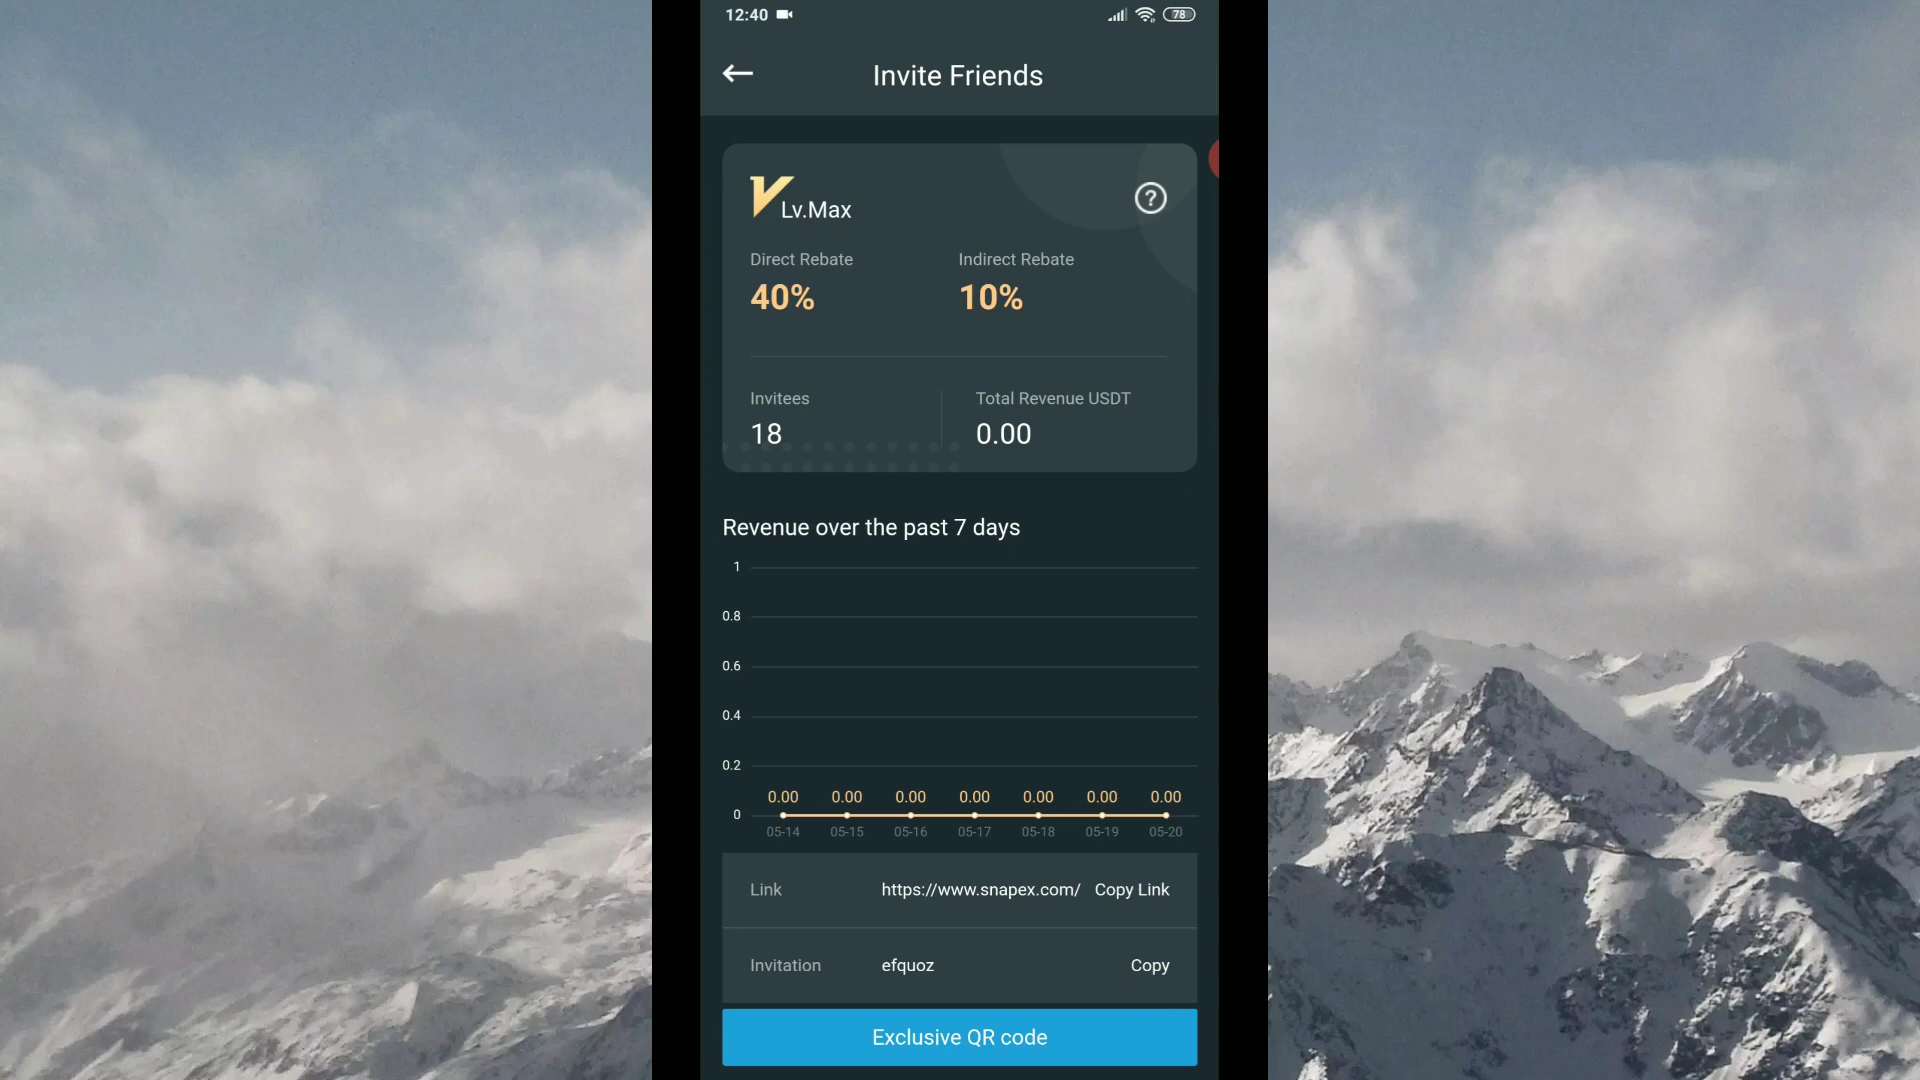 12:40
78
Invite Friends
Lv.Max
?
Direct Rebate Indirect Rebate
40% 10%
Invitees Total Revenue USDT
18 0.00
Revenue over the past 7 days
1
0.8
0.6
0.4
0.2
0.00 0.00 0.00 0.00 0.00 0.00 0.00
0
05-14 05-15 05-16 05-17 05-18 05-19 05-20
Link https://www.snapex.com/ Copy Link
Invitation efquoz Copy
Exclusive QR code